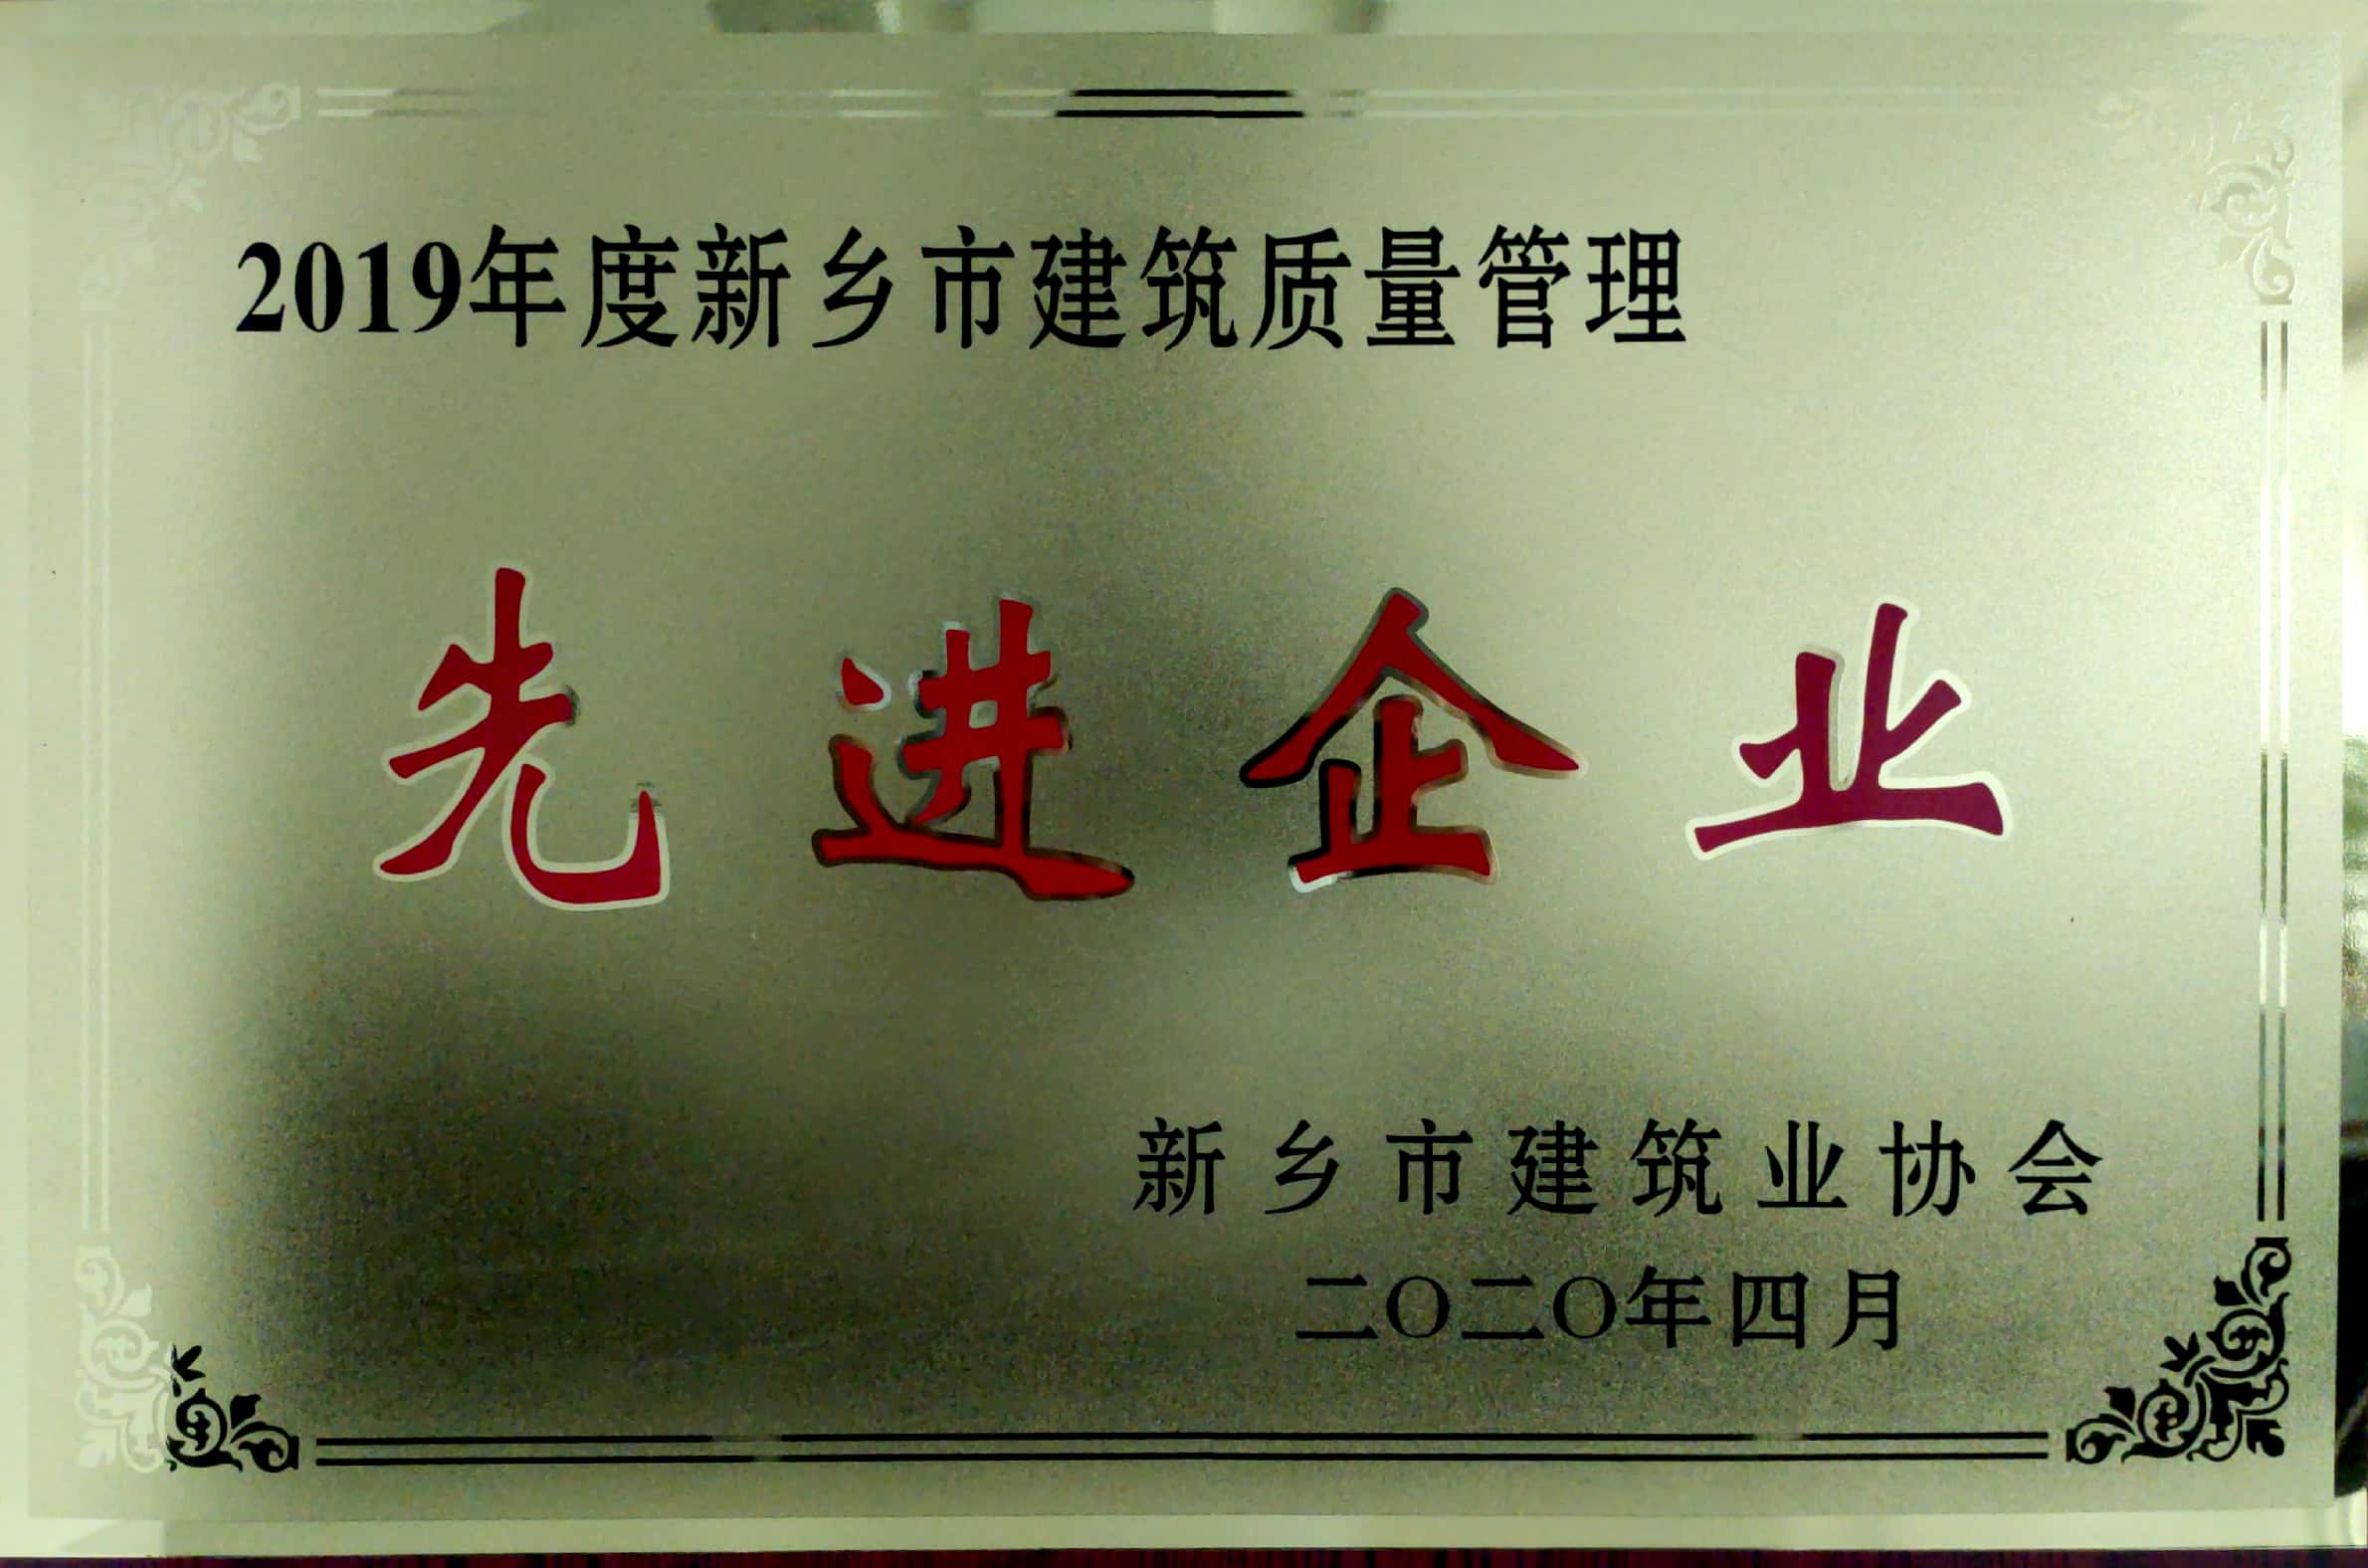 2019年度新乡市建筑质量管理
先进企业
新乡市建筑业协会
二〇二〇年四月